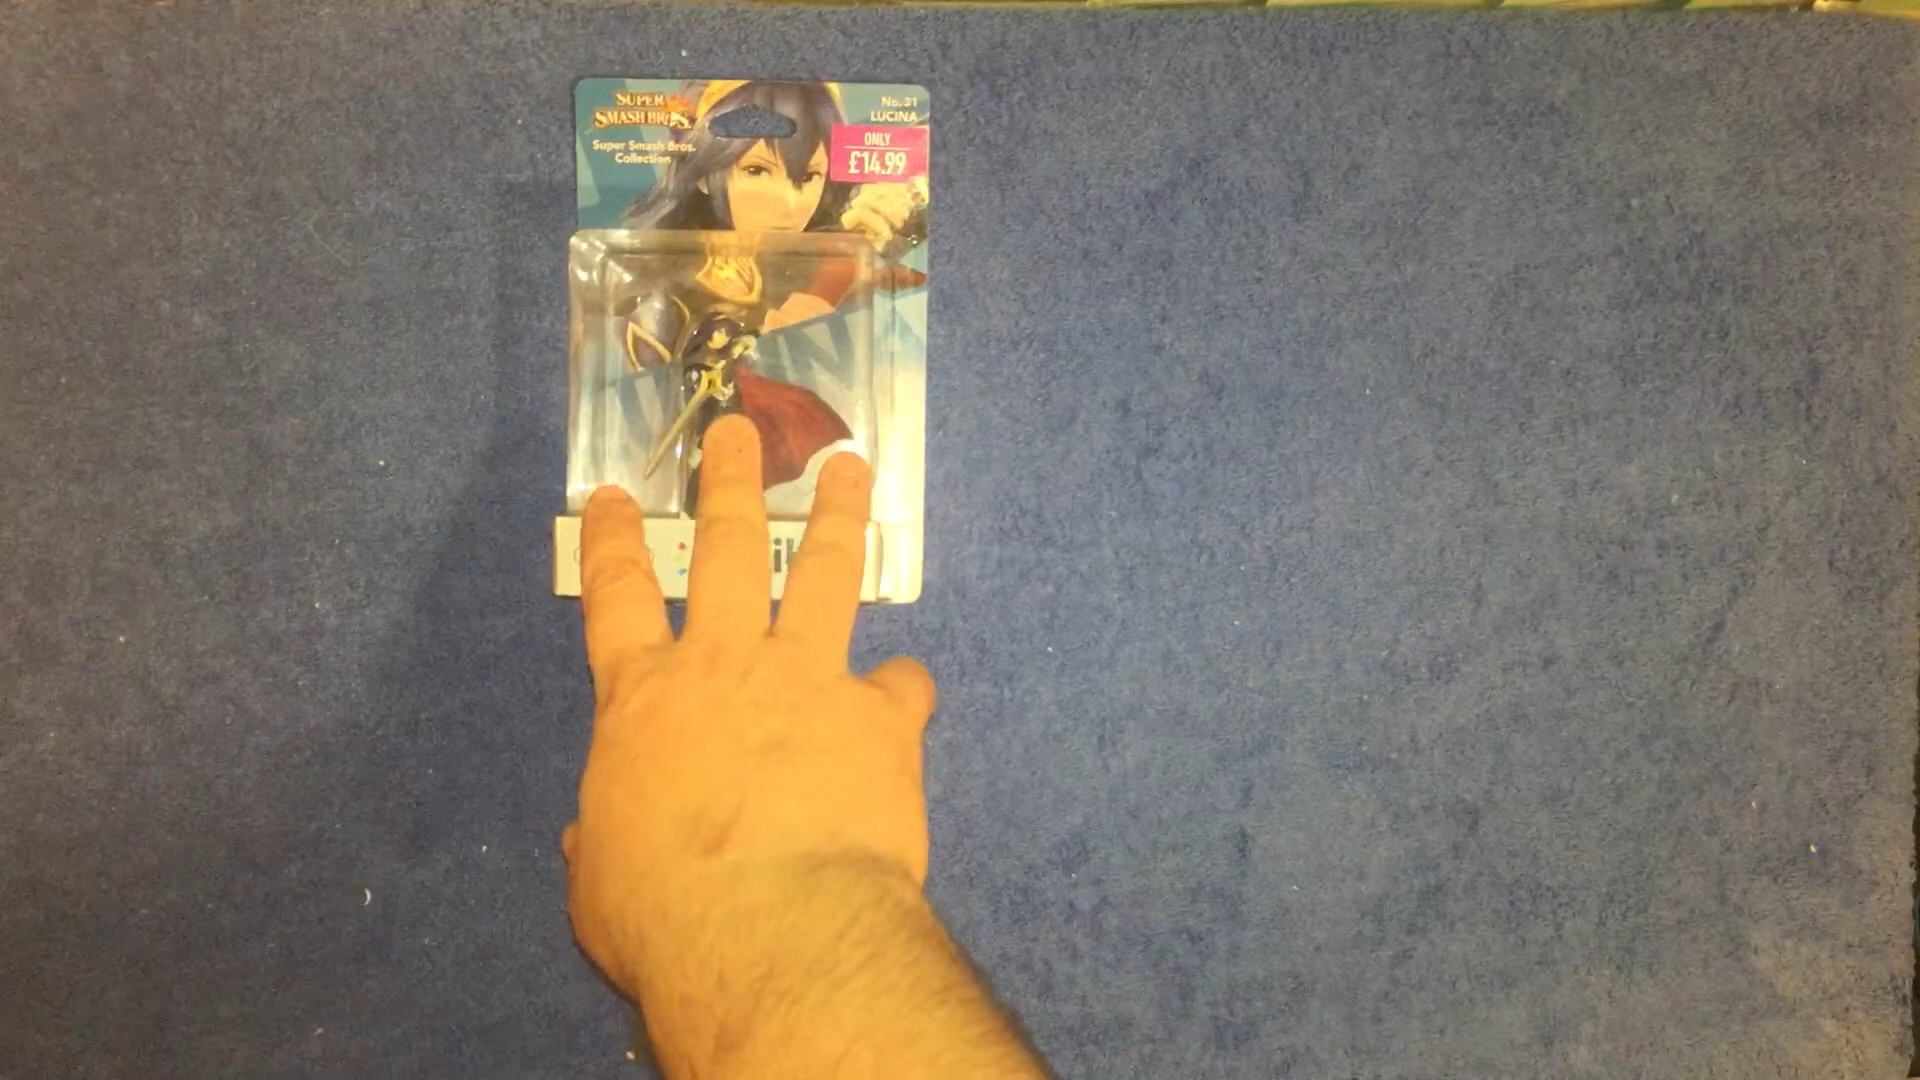 SUPER
SMASH BROS.
Super Smash Bros.
Collection
No. 31
LUCINA
ONLY
£14.99